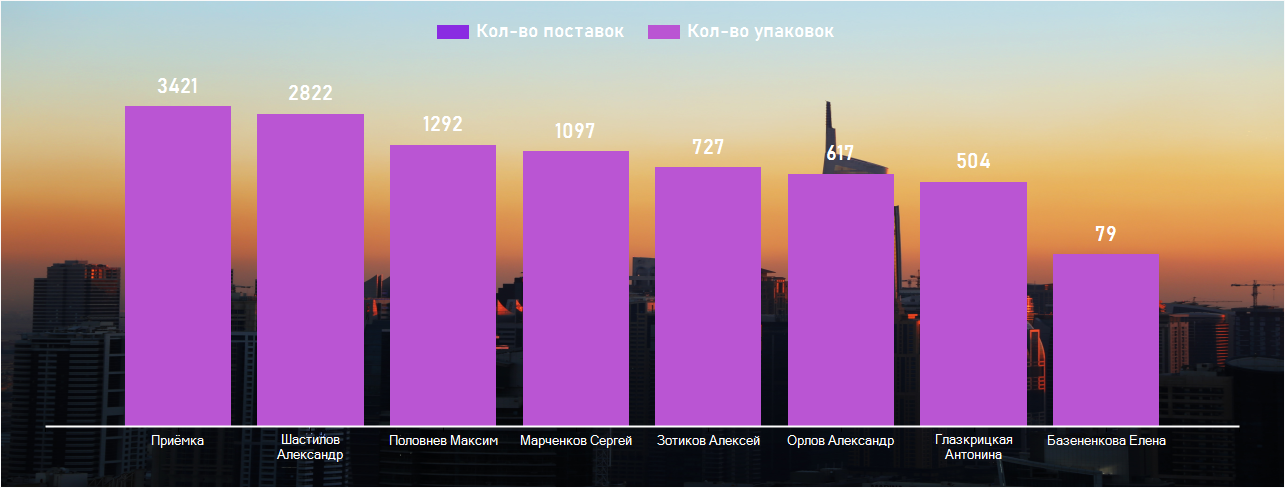 Кол-во поставок Кол-во упаковок
3421
2822
1292
1097
727
617
504
79
Приёмка
Шастилов
Александр
Половнев Максим
Марченков Сергей
Зотиков Алексей
Орлов Александр
Глазкрицкая
Антонина
Базененкова Елена